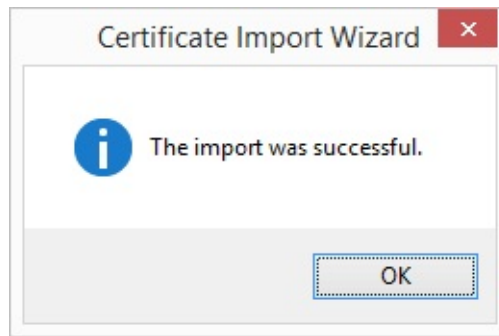 Certificate Import Wizard
The import was successful.
OK